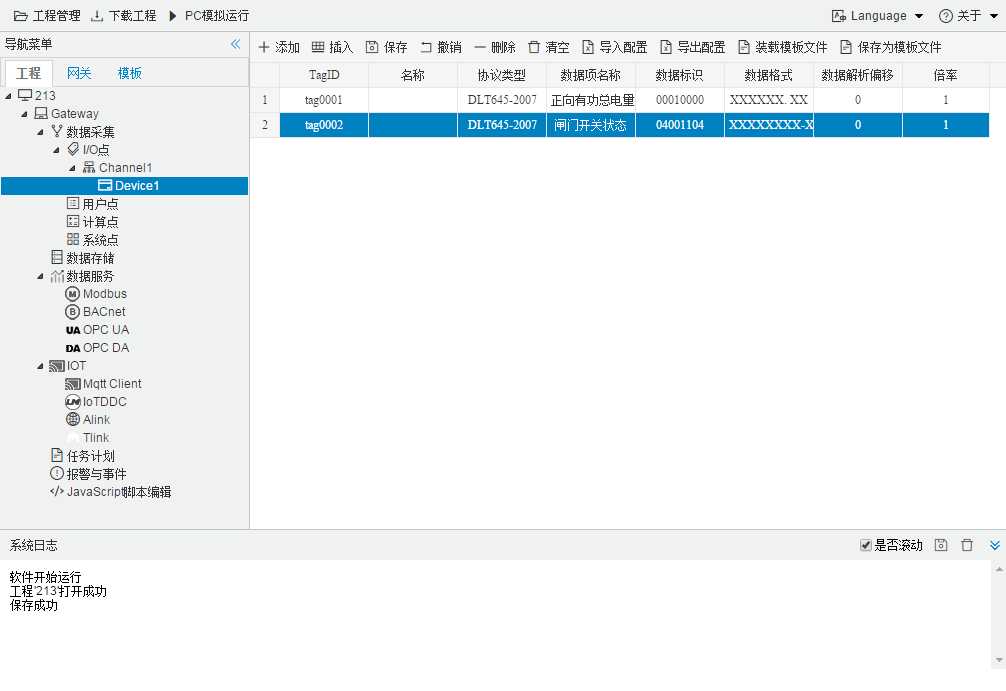 工程管理 下载工程 PC模拟运行 Language 关于
导航菜单
添加 插入 保存 撤销 删除 清空 导入配置 导出配置 装载模板文件 保存为模板文件
工程 网关 模板
TagID 名称 协议类型 数据项名称 数据标识 数据格式 数据解析偏移 倍率
1 tag0001 DLT645-2007 正向有功总电量 00010000 XXXXXX. XX 0 1
2 tag0002 DLT645-2007 闸门开关状态 04001104 XXXXXXXX-X 0 1
213
Gateway
数据采集
I/O点
Channel1
Device1
用户点
计算点
系统点
数据存储
数据服务
M Modbus
B BACnet
UA OPC UA
DA OPC DA
IOT
Mqtt Client
IoTDDC
Alink
Tlink
任务计划
报警与事件
JavaScript脚本编辑
系统日志 是否滚动
软件开始运行
工程'213'打开成功
保存成功